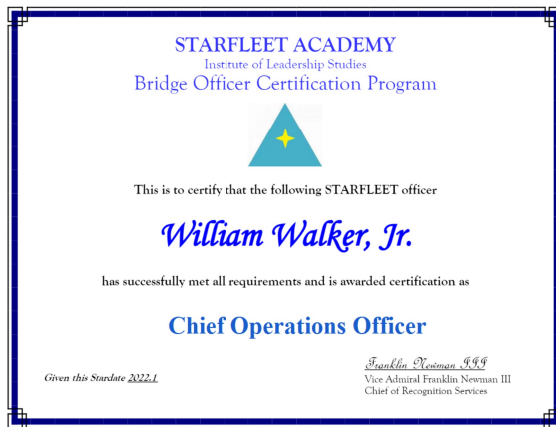 STARFLEET ACADEMY
Institute of Leadership Studies
Bridge Officer Certification Program
This is to certify that the following STARFLEET officer
William Walker, Jr.
has successfully met all requirements and is awarded certification as
Chief Operations Officer
Franklin Newman III
Given this Stardate 2022.1
Vice Admiral Franklin Newman III
Chief of Recognition Services